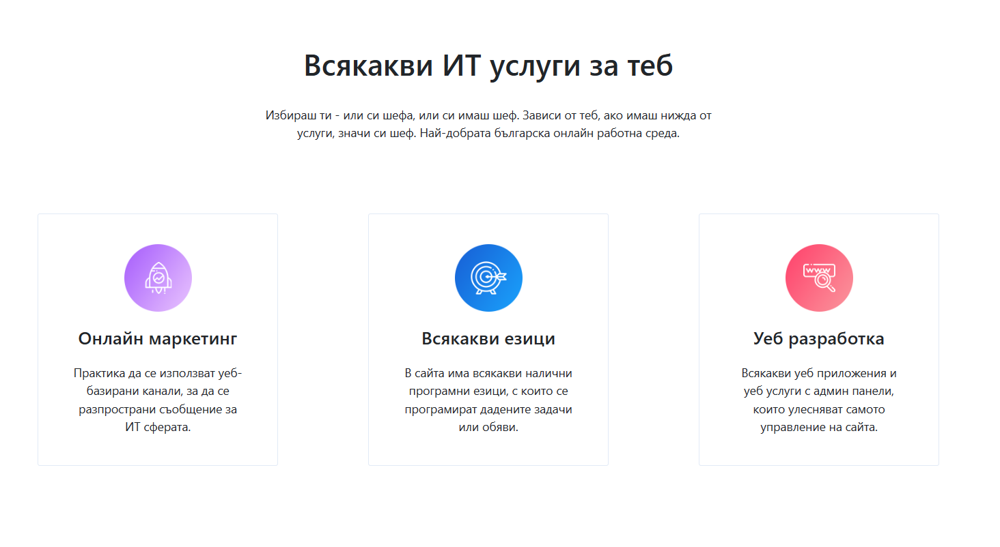 Всякакви ИТ услуги за теб
Избираш ти - или си шефа, или си имаш шеф. Зависи от теб, ако имаш нижда от
услуги, значи си шеф. Най-добрата българска онлайн работна среда.
Онлайн маркетинг
Практика да се използват уеб-
базирани канали, за да се
разпространи съобщение за
ИТ сферата.
Всякакви езици
В сайта има всякакви налични
програмни езици, с които се
програмират дадените задачи
или обяви.
WWW
Уеб разработка
Всякакви уеб приложения и
уеб услуги с админ панели,
които улесняват самото
управление на сайта.